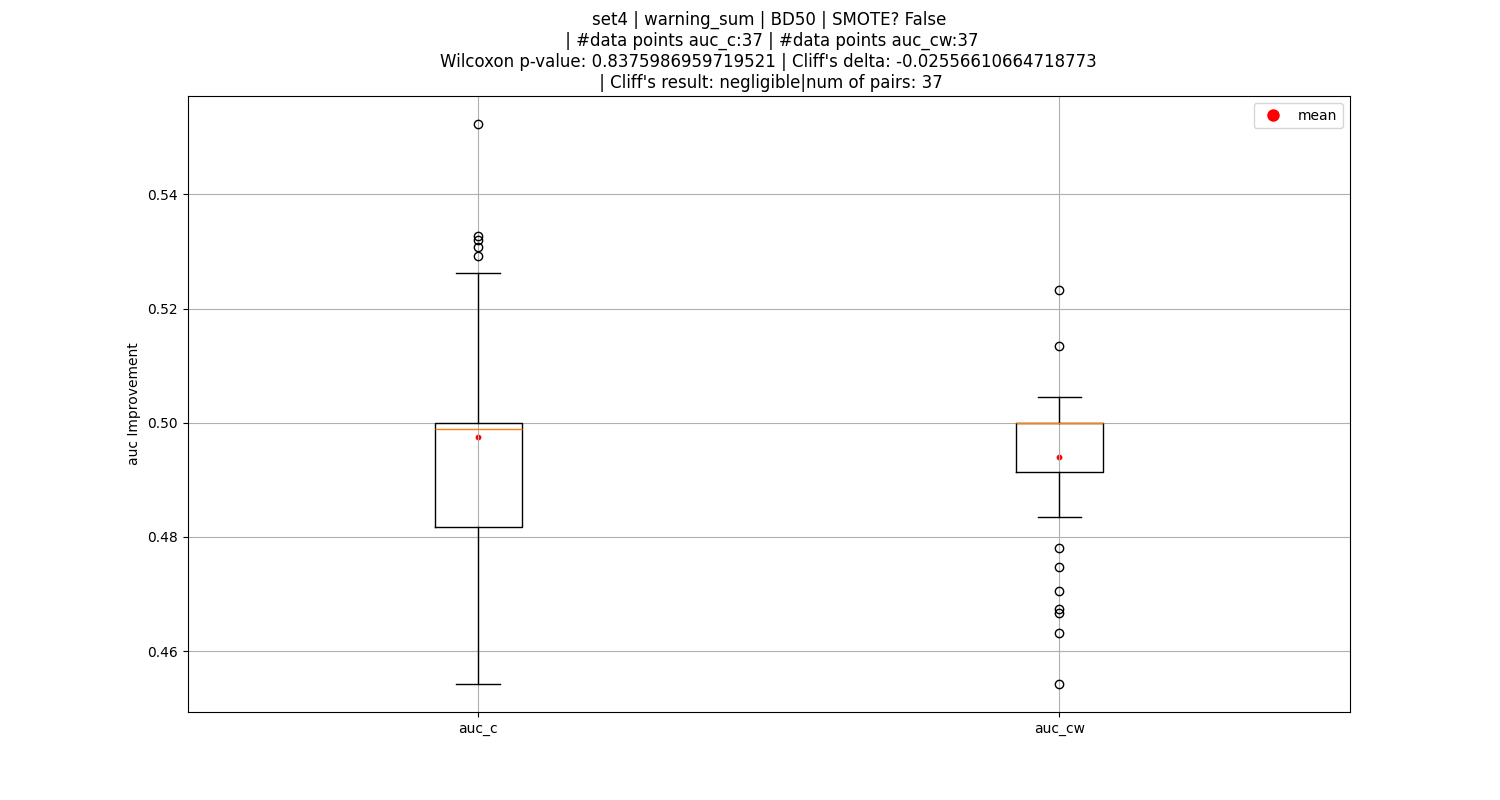 set4 | warning_sum | BD50 | SMOTE? False
| #data points auc_c:37 | #data points auc_cw:37
Wilcoxon p-value: 0.8375986959719521 | Cliff's delta: -0.02556610664718773
| Cliff's result: negligible|num of pairs: 37
mean
0.54
0.52
0.50
0.48
0.46
auc Improvement
auc_c
auc_cw